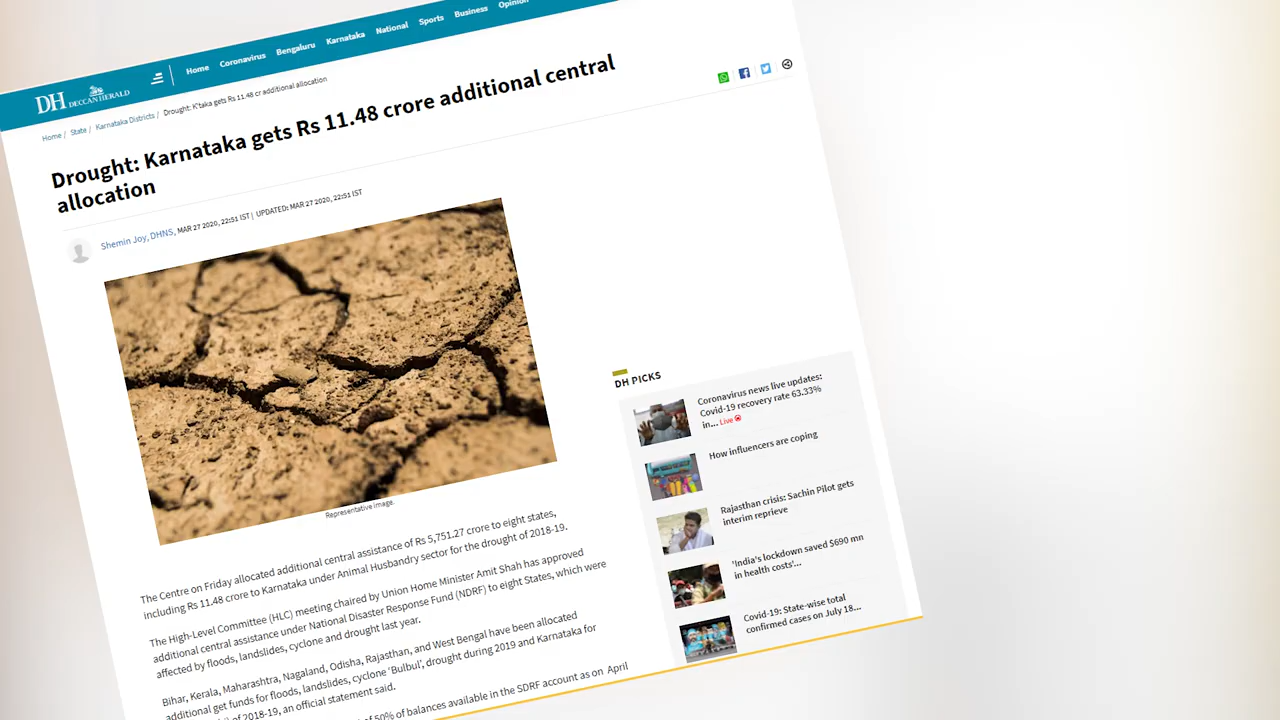 DH DECCAN HERALD
Home Coronavirus Bengaluru Karnataka National Sports Business Opinion
Home / State / Karnataka Districts / Drought: K'taka gets Rs 11.48 cr additional allocation
Drought: Karnataka gets Rs 11.48 crore additional central
allocation
Shemin Joy, DHNS, MAR 27 2020, 22:51 IST | UPDATED: MAR 27 2020, 22:51 IST
Representative image.
The Centre on Friday allocated additional central assistance of Rs 5,751.27 crore to eight states,
including Rs 11.48 crore to Karnataka under Animal Husbandry sector for the drought of 2018-19.
The High-Level Committee (HLC) meeting chaired by Union Home Minister Amit Shah has approved
additional central assistance under National Disaster Response Fund (NDRF) to eight States, which were
affected by floods, landslides, cyclone and drought last year.
Bihar, Kerala, Maharashtra, Nagaland, Odisha, Rajasthan, and West Bengal have been allocated
additional get funds for floods, landslides, cyclone 'Bulbul', drought during 2019 and Karnataka for
of 2018-19, an official statement said.
of 50% of balances available in the SDRF account as on April
DH PICKS
Coronavirus news live updates:
Covid-19 recovery rate 63.33%
in... Live
How influencers are coping
Rajasthan crisis: Sachin Pilot gets
interim reprieve
'India's lockdown saved $690 mn
in health costs'...
Covid-19: State-wise total
confirmed cases on July 18...